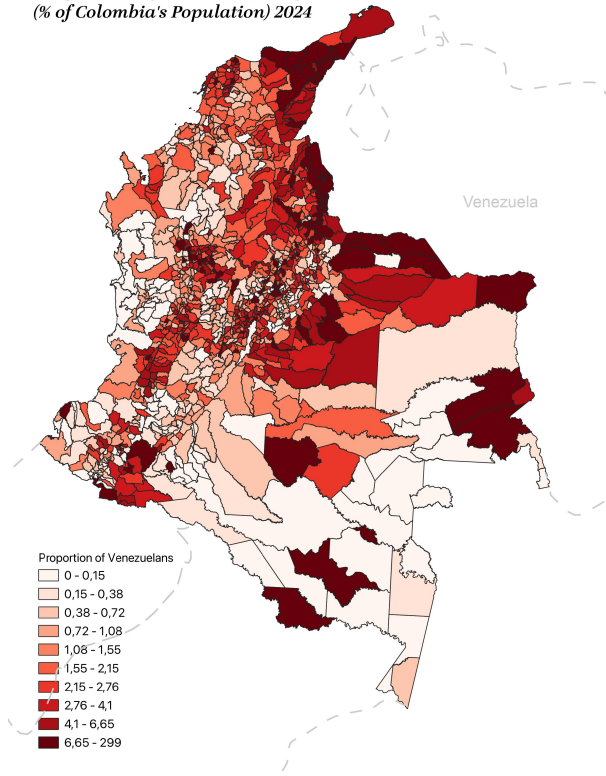 (% of Colombia's Population) 2024
Venezuela
Proportion of Venezuelans
0 - 0,15
0,15 - 0,38
0,38 - 0,72
0,72 - 1,08
1,08 - 1,55
1,55 - 2,15
2,15 - 2,76
2,76 - 4,1
4,1 - 6,65
6,65 - 299